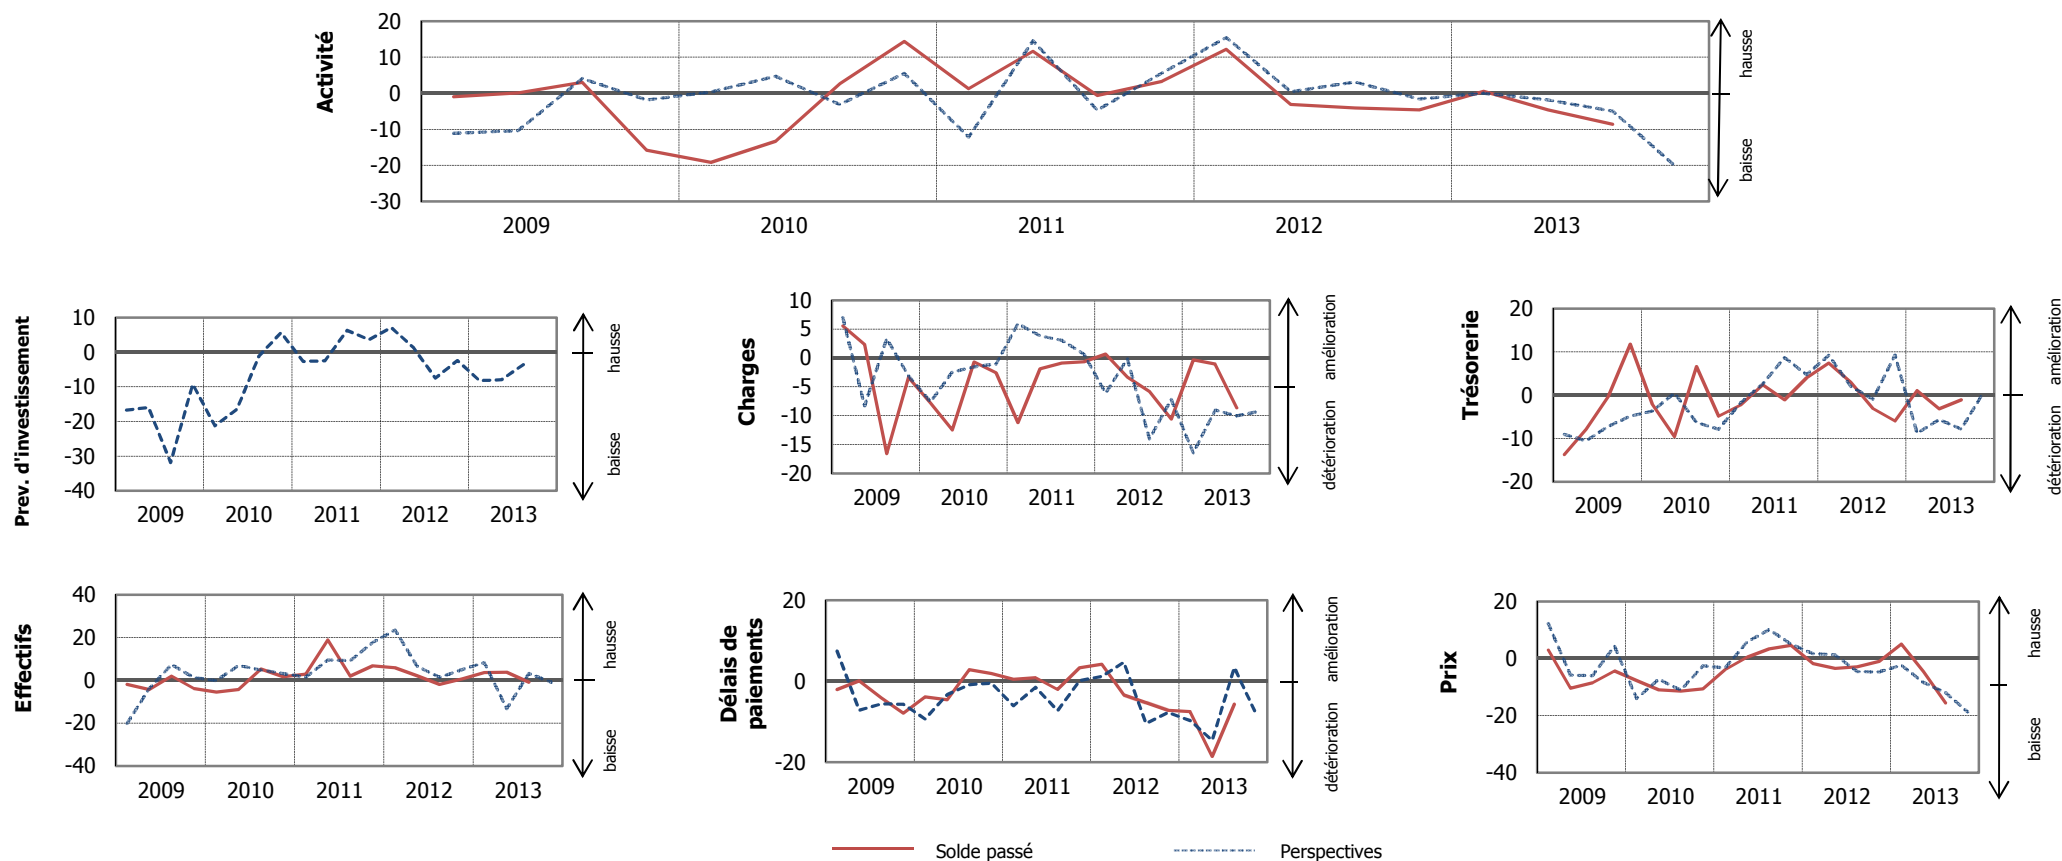 Activité
20
10
0
-10
-20
-30
2009
2010
2011
2012
2013
hausse
baisse
Prev. d'investissement
10
0
-10
-20
-30
-40
2009
2010
2011
2012
2013
hausse
baisse
Charges
10
5
0
-5
-10
-15
-20
2009
2010
2011
2012
2013
amélioration
détérioration
Trésorerie
20
10
0
-10
-20
2009
2010
2011
2012
2013
amélioration
détérioration
Effectifs
40
20
0
-20
-40
2009
2010
2011
2012
2013
hausse
baisse
Délais de
paiements
20
0
-20
2009
2010
2011
2012
2013
amélioration
détérioration
Prix
20
0
-20
-40
2009
2010
2011
2012
2013
hausse
baisse
Solde passé
Perspectives